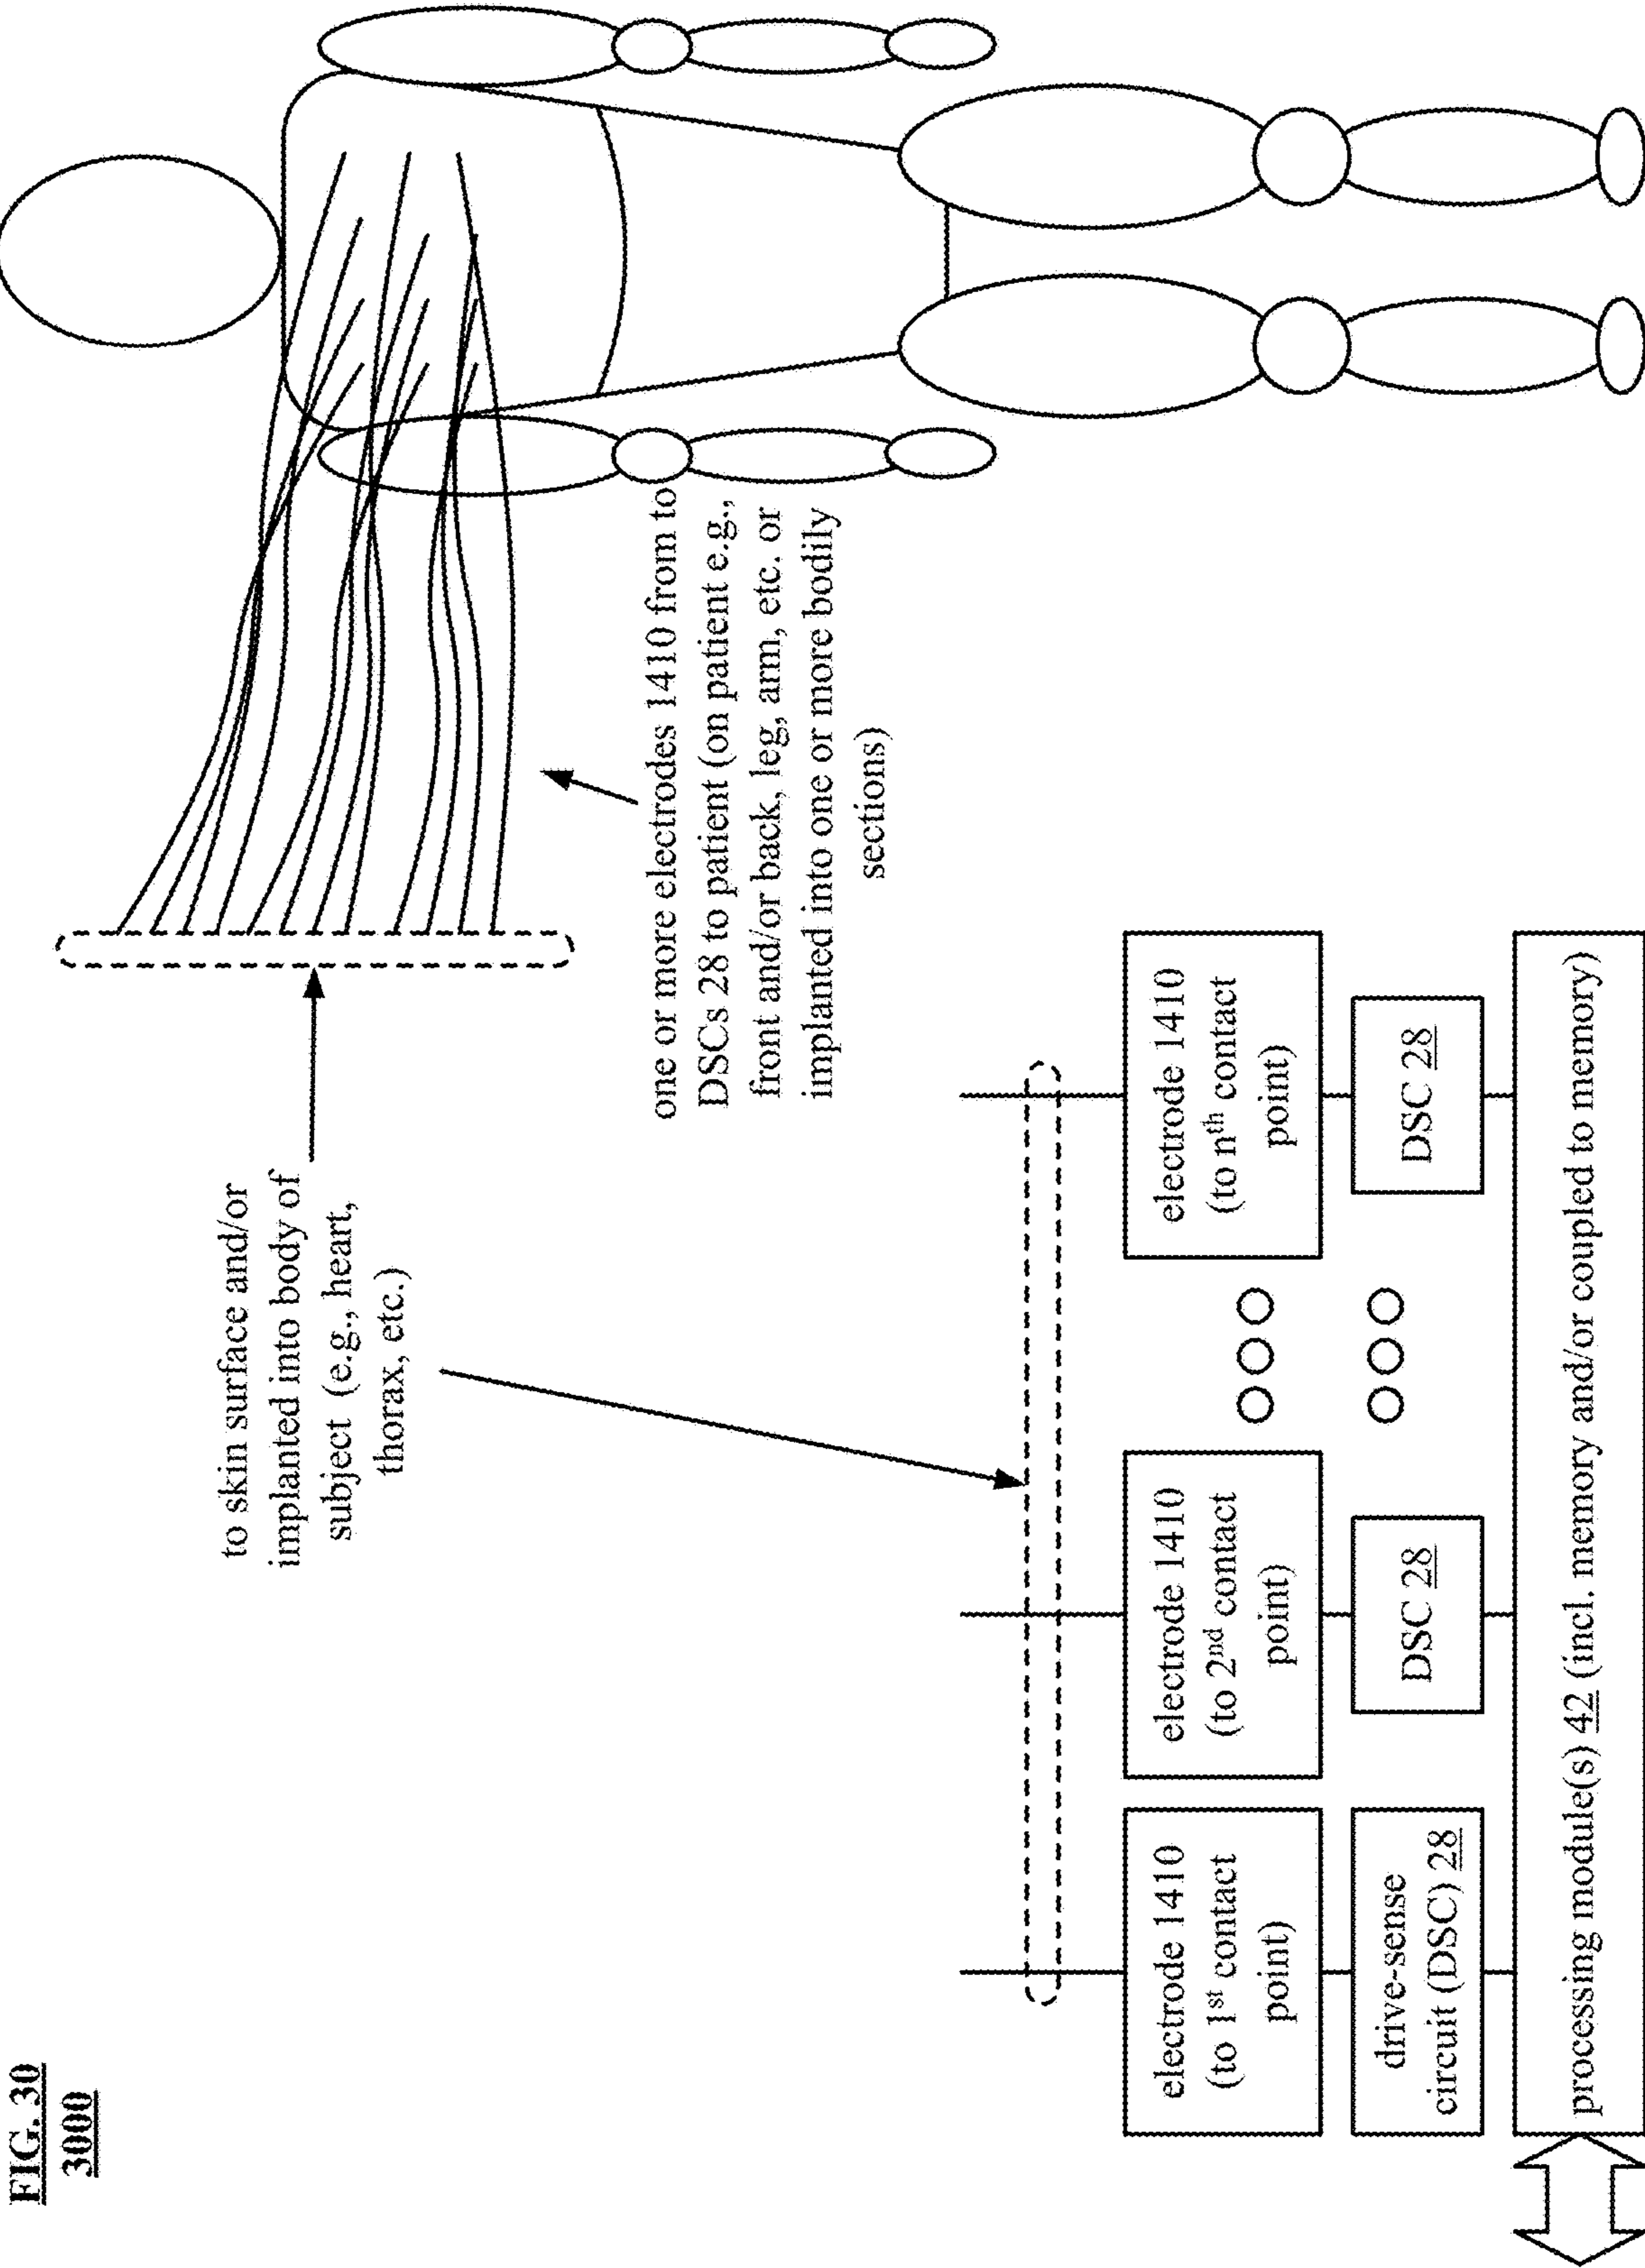 FIG. 30
3000
to skin surface and/or
implanted into body of
subject (e.g., heart,
thorax, etc.)
one or more electrodes 1410 from to
DSCs 28 to patient (on patient e.g.,
front and/or back, leg, arm, etc. or
implanted into one or more bodily
sections)
electrode 1410
(to 1st contact
point)
electrode 1410
(to 2nd contact
point)
electrode 1410
(to nth contact
point)
drive-sense
circuit (DSC) 28
DSC 28
DSC 28
processing module(s) 42 (incl. memory and/or coupled to memory)